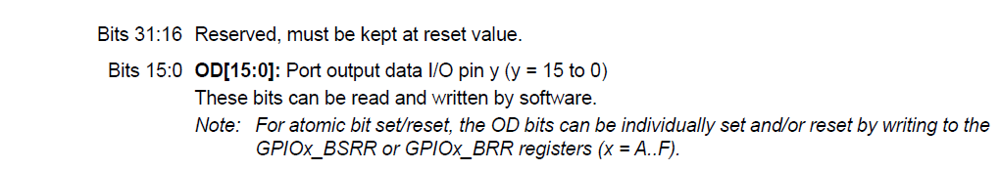 Bits 31:16 Reserved, must be kept at reset value.
Bits 15:0 OD[15:0]: Port output data I/O pin y (y = 15 to 0)
These bits can be read and written by software.
Note: For atomic bit set/reset, the OD bits can be individually set and/or reset by writing to the
GPIOx_BSRR or GPIOx_BRR registers (x = A..F).